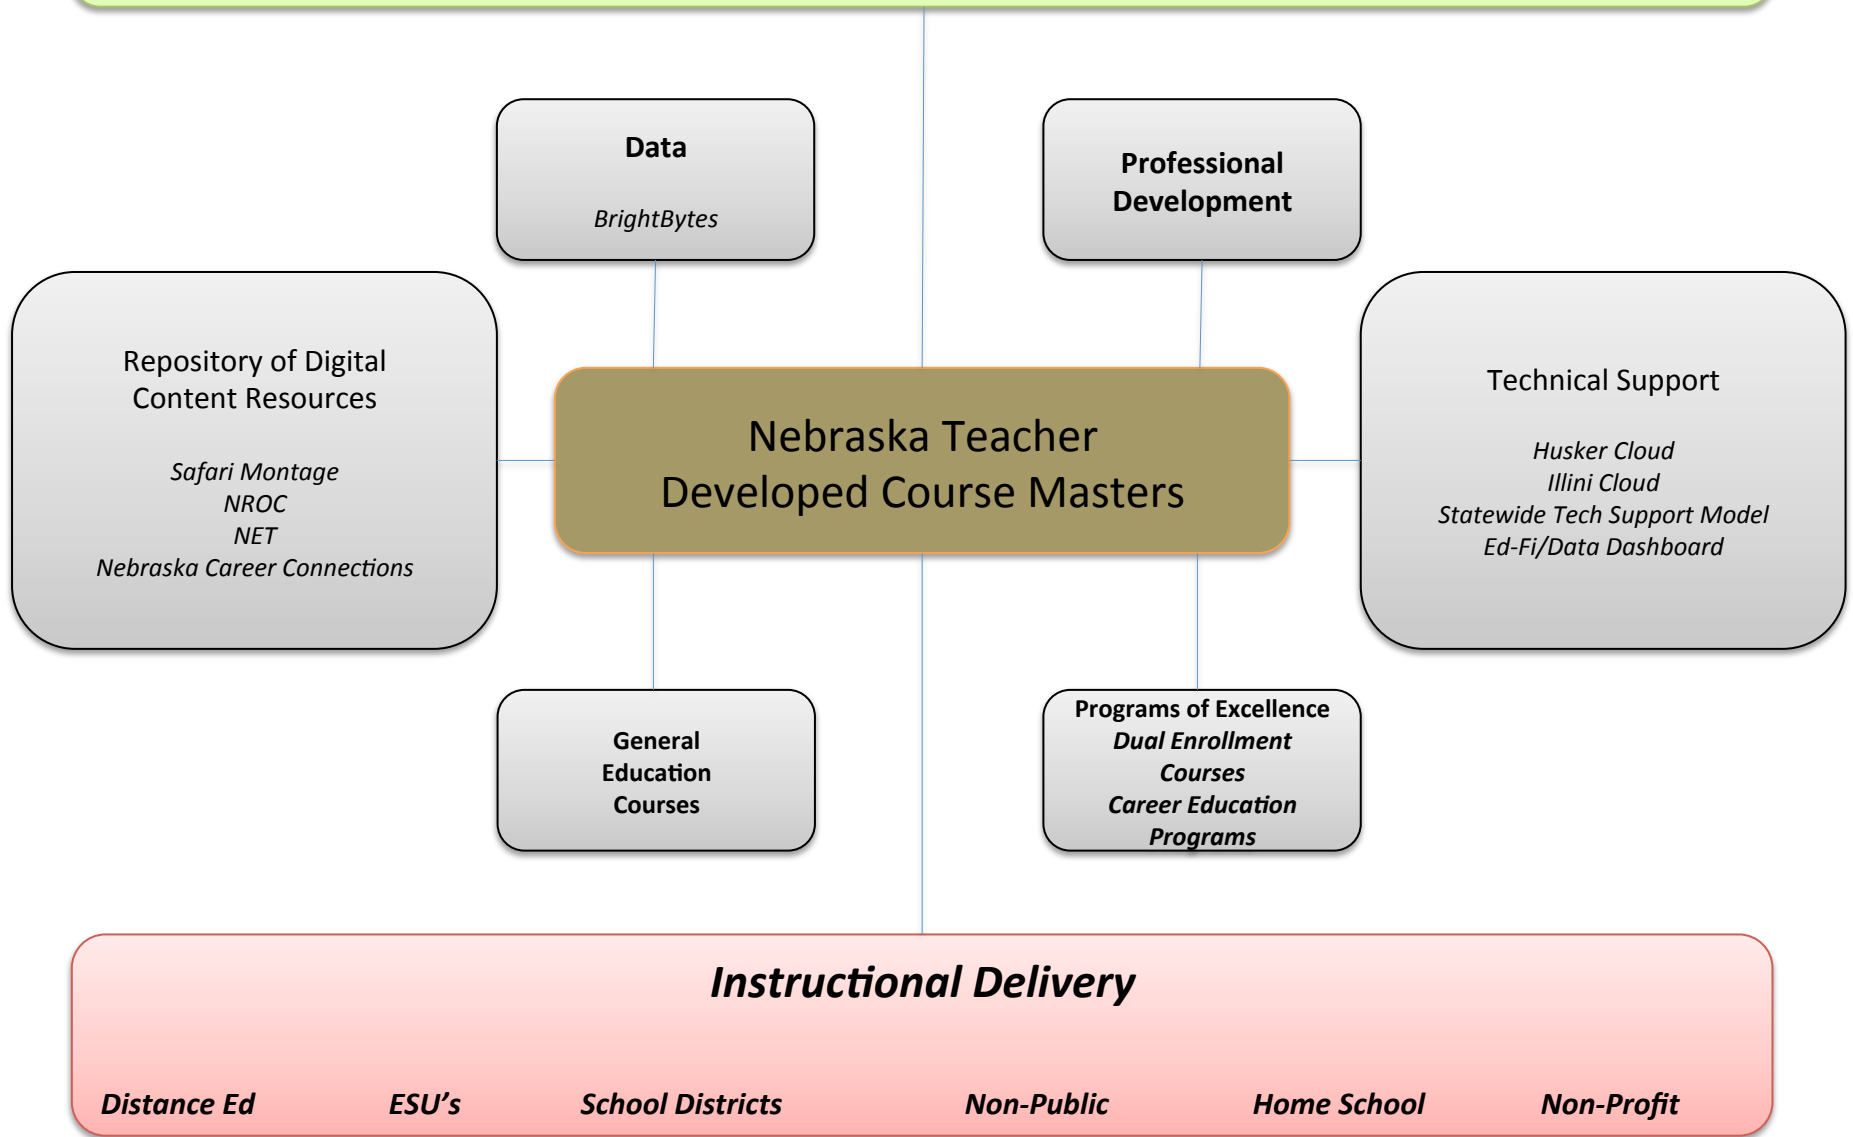 Data
BrightBytes
Professional
Development
Repository of Digital
Content Resources
Safari Montage
NROC
NET
Nebraska Career Connections
Nebraska Teacher
Developed Course Masters
Technical Support
Husker Cloud
Illini Cloud
Statewide Tech Support Model
Ed-Fi/Data Dashboard
General
Education
Courses
Programs of Excellence
Dual Enrollment
Courses
Career Education
Programs
Instructional Delivery
Distance Ed ESU’s School Districts Non-Public Home School Non-Profit